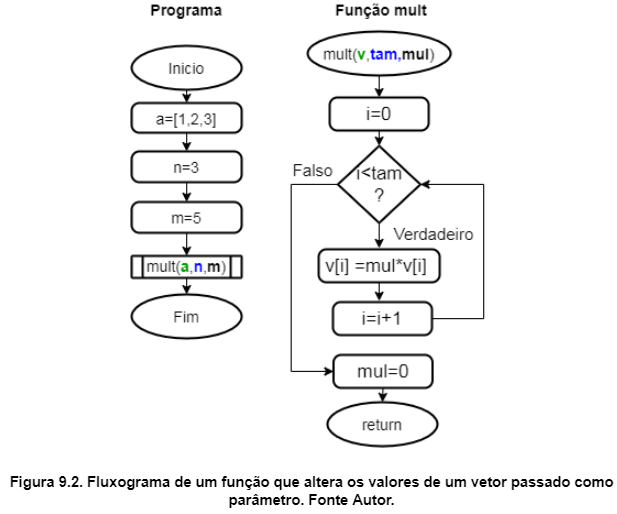 Programa
Inicio
a=[1,2,3]
n=3
m=5
mult(a,n,m)
Fim
Função mult
mult(v,tam,mul)
i=0
i<tam
?
Falso
Verdadeiro
v[i] =mul*v[i]
i=i+1
mul=0
return
Figura 9.2. Fluxograma de um função que altera os valores de um vetor passado como
parâmetro. Fonte Autor.